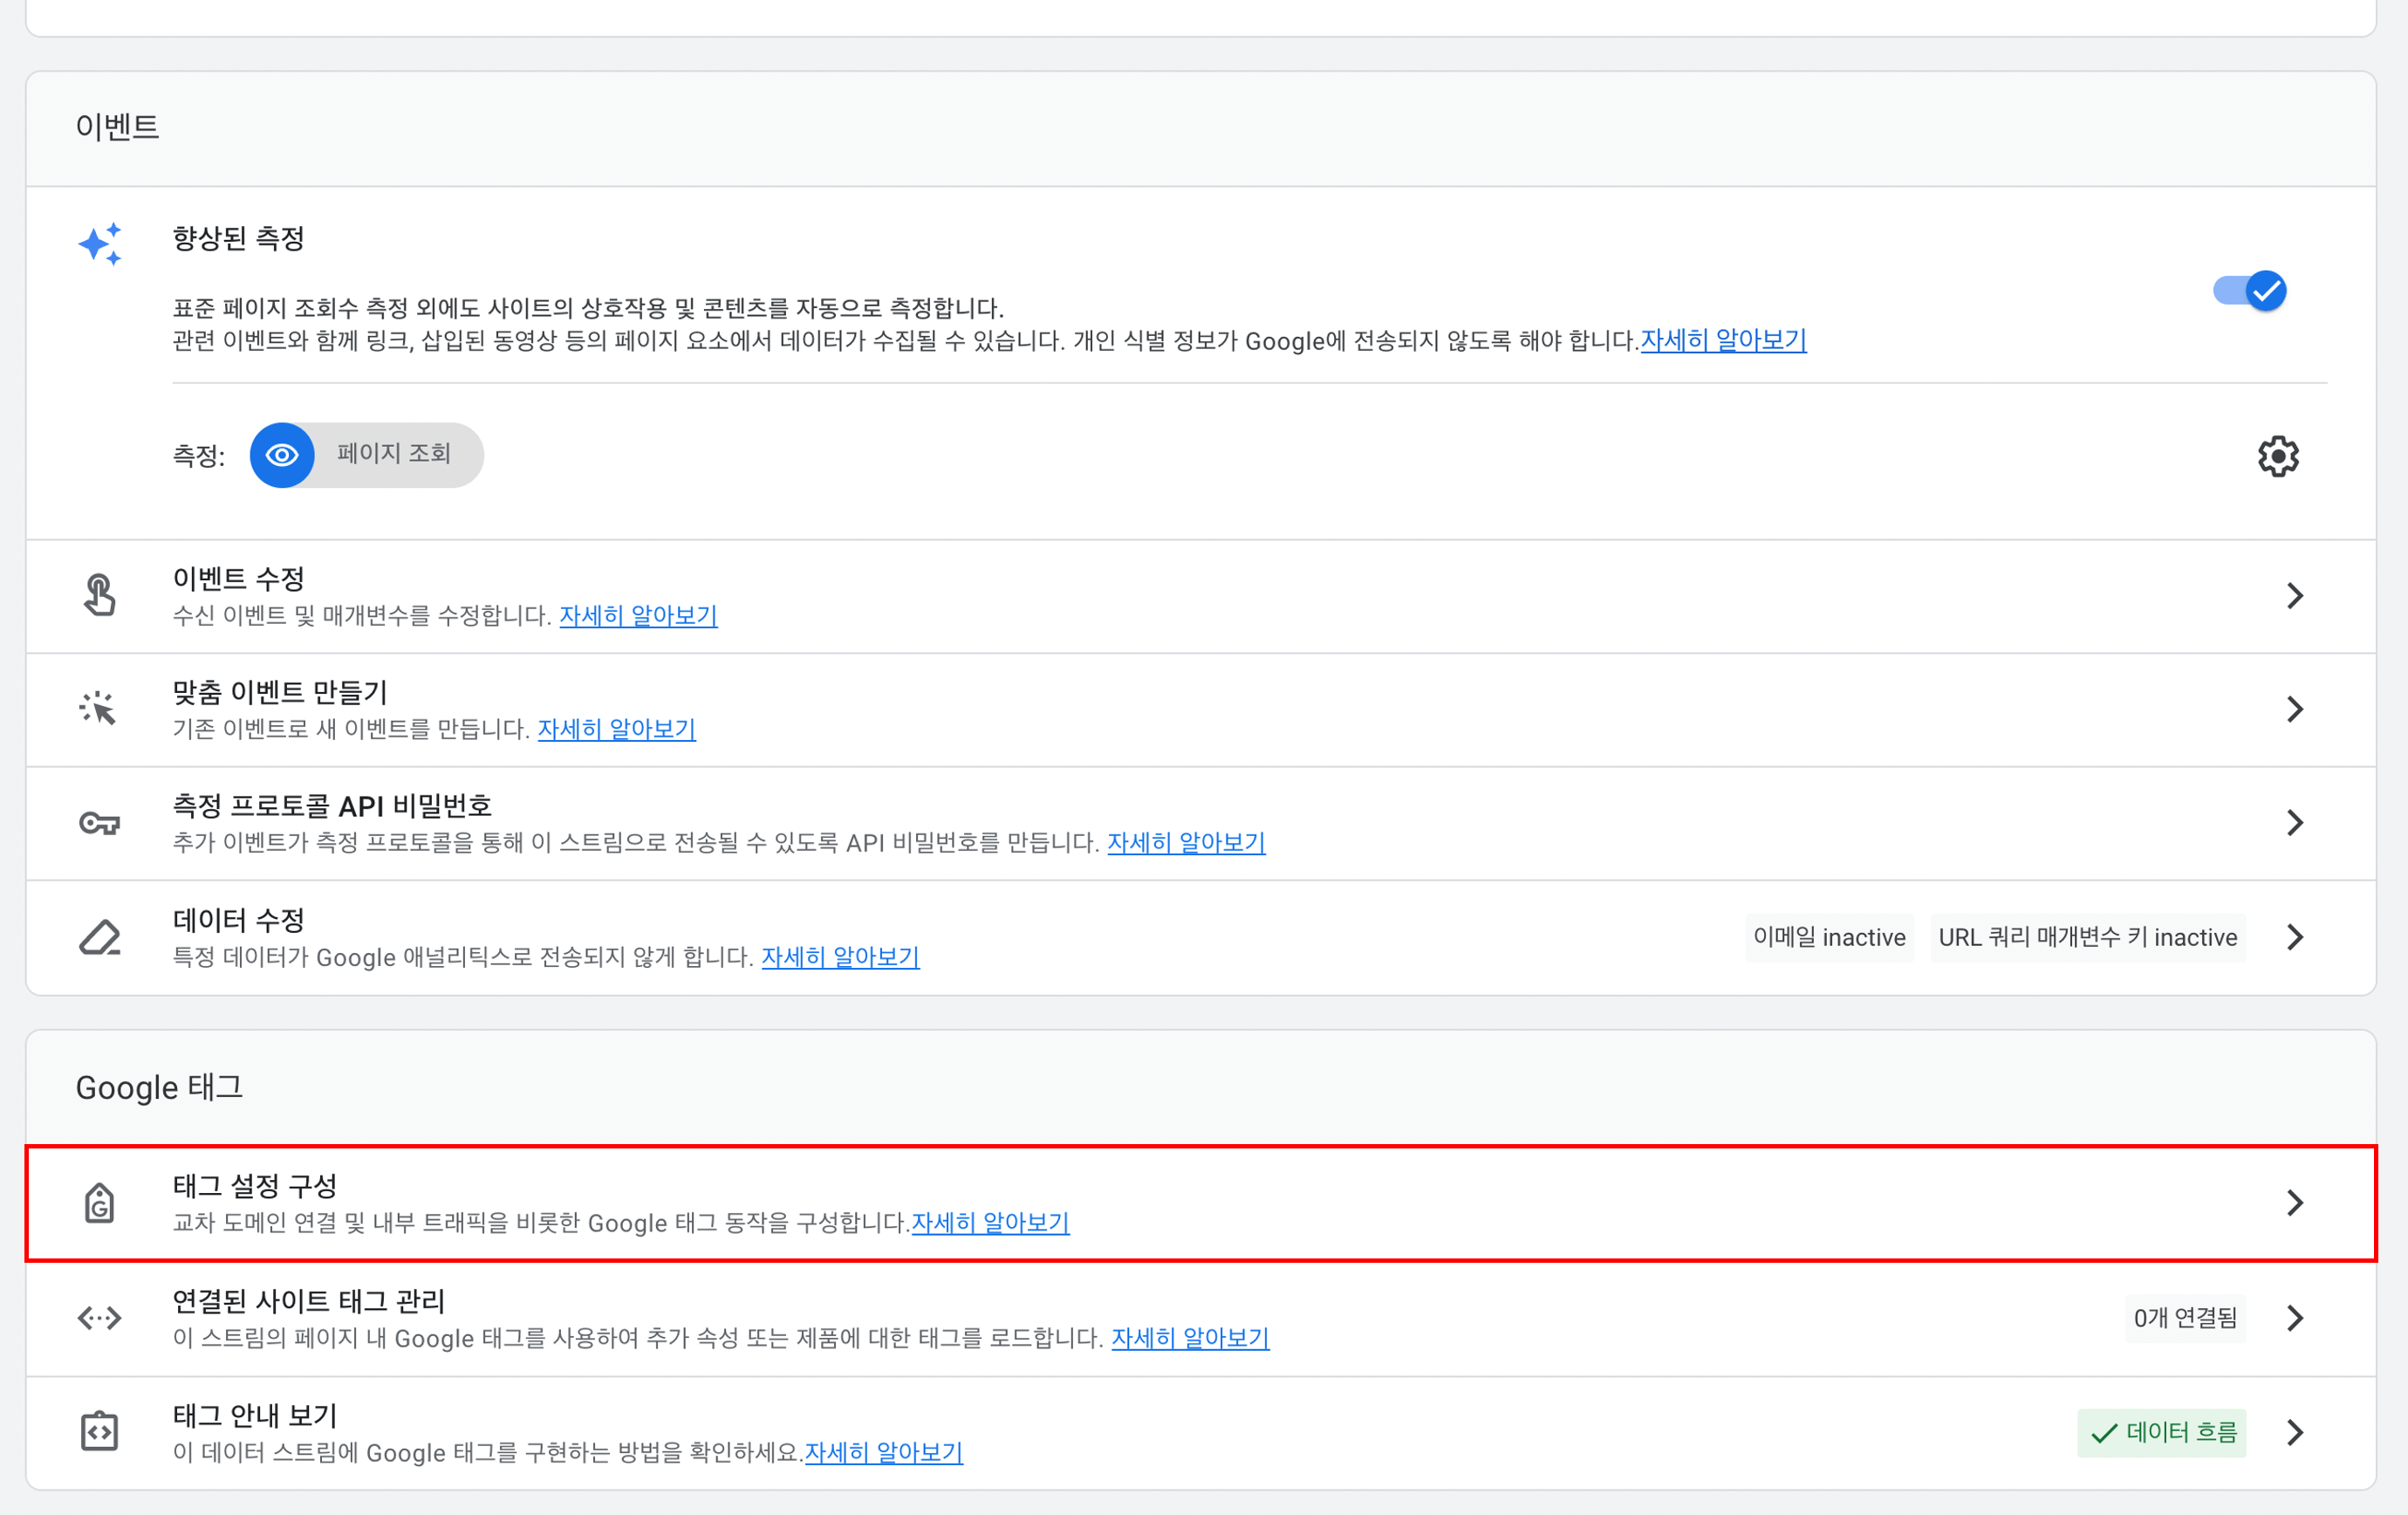 이벤트
향상된 측정
표준 페이지 조회수 측정 외에도 사이트의 상호작용 및 콘텐츠를 자동으로 측정합니다.
관련 이벤트와 함께 링크, 삽입된 동영상 등의 페이지 요소에서 데이터가 수집될 수 있습니다. 개인 식별 정보가 Google에 전송되지 않도록 해야 합니다.자세히 알아보기
측정: 페이지 조회
이벤트 수정
수신 이벤트 및 매개변수를 수정합니다. 자세히 알아보기
맞춤 이벤트 만들기
기존 이벤트로 새 이벤트를 만듭니다. 자세히 알아보기
측정 프로토콜 API 비밀번호
추가 이벤트가 측정 프로토콜을 통해 이 스트림으로 전송될 수 있도록 API 비밀번호를 만듭니다. 자세히 알아보기
데이터 수정
특정 데이터가 Google 애널리틱스로 전송되지 않게 합니다. 자세히 알아보기
이메일 inactive URL 쿼리 매개변수 키 inactive
Google 태그
태그 설정 구성
교차 도메인 연결 및 내부 트래픽을 비롯한 Google 태그 동작을 구성합니다.자세히 알아보기
연결된 사이트 태그 관리
이 스트림의 페이지 내 Google 태그를 사용하여 추가 속성 또는 제품에 대한 태그를 로드합니다. 자세히 알아보기
0개 연결됨
태그 안내 보기
이 데이터 스트림에 Google 태그를 구현하는 방법을 확인하세요.자세히 알아보기
데이터 흐름